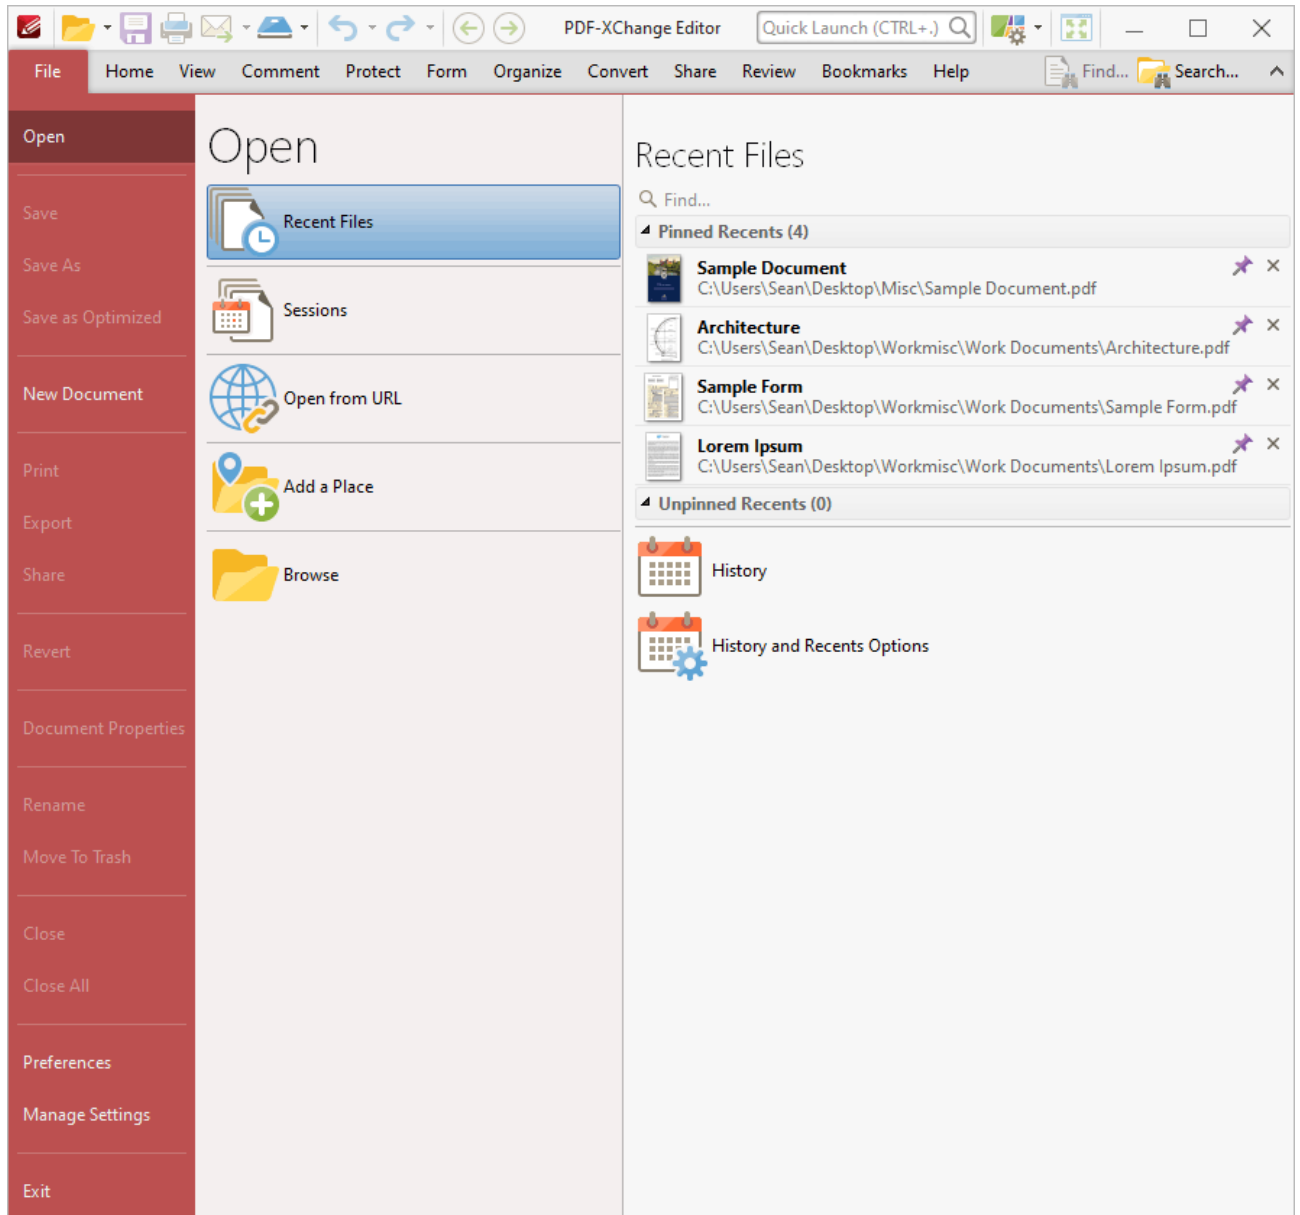 PDF-XChange Editor
Quick Launch (CTRL+.)
File Home View Comment Protect Form Organize Convert Share Review Bookmarks Help Find... Search...
Open
Save
Save As
Save as Optimized
New Document
Print
Export
Share
Revert
Document Properties
Rename
Move To Trash
Close
Close All
Preferences
Manage Settings
Exit
Open
Recent Files
Sessions
Open from URL
Add a Place
Browse
Recent Files
Find...
Pinned Recents (4)
Sample Document
C:\Users\Sean\Desktop\Misc\Sample Document.pdf
Architecture
C:\Users\Sean\Desktop\Workmisc\Work Documents\Architecture.pdf
Sample Form
C:\Users\Sean\Desktop\Workmisc\Work Documents\Sample Form.pdf
Lorem Ipsum
C:\Users\Sean\Desktop\Workmisc\Work Documents\Lorem Ipsum.pdf
Unpinned Recents (0)
History
History and Recents Options